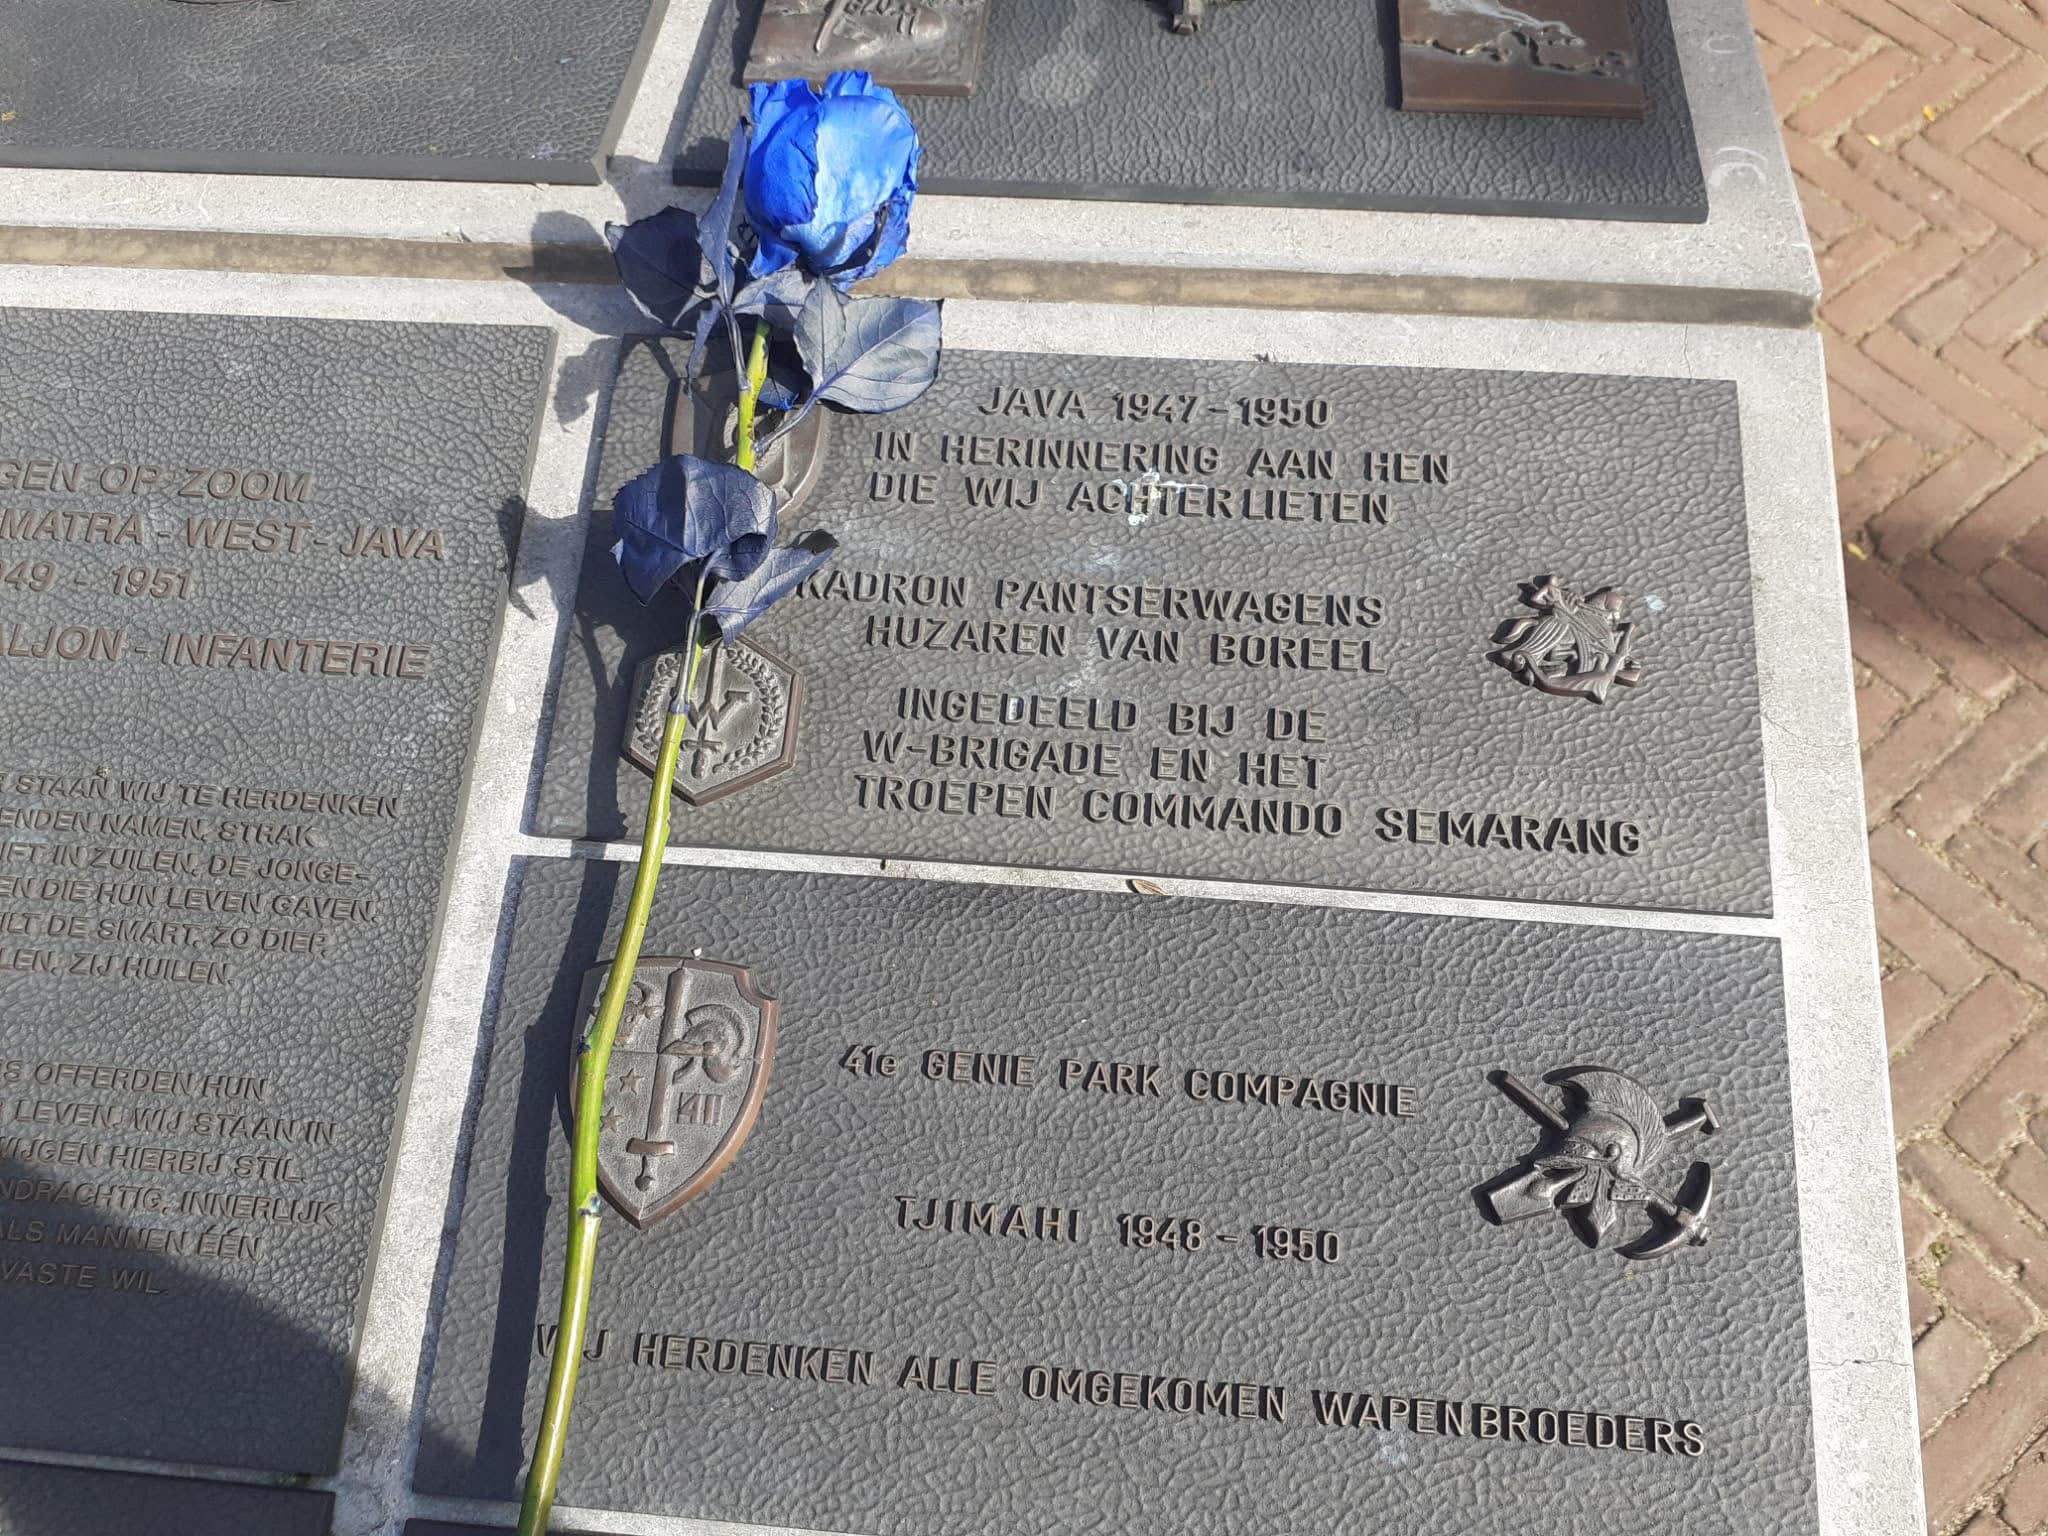 GEN OP ZOOM
MATRA - WEST - JAVA
49 - 1951
ALJON - INFANTERIE
STAAN WIJ TE HERDENKEN
ENDEN NAMEN, STRAK
IFT IN ZUILEN, DE JONGE-
EN DIE HUN LEVEN GAVEN.
ILT DE SMART, ZO DIEP,
LEN, ZIJ HUILEN.
S OFFERDEN HUN
LEVEN. WIJ STAAN IN
WIJGEN HIERBIJ STIL
NDRACHTIG, INNERLIJK
ALS MANNEN ÉÉN
VASTE WIL.
JAVA 1947 - 1950
IN HERINNERING AAN HEN
DIE WIJ ACHTERLIETEN
KADRON PANTSERWAGENS
HUZAREN VAN BOREEL
INGEDEELD BIJ DE
W-BRIGADE EN HET
TROEPEN COMMANDO SEMARANG
W
41e GENIE PARK COMPAGNIE
TJIMAHI 1948 - 1950
WIJ HERDENKEN ALLE OMGEKOMEN WAPENBROEDERS
41